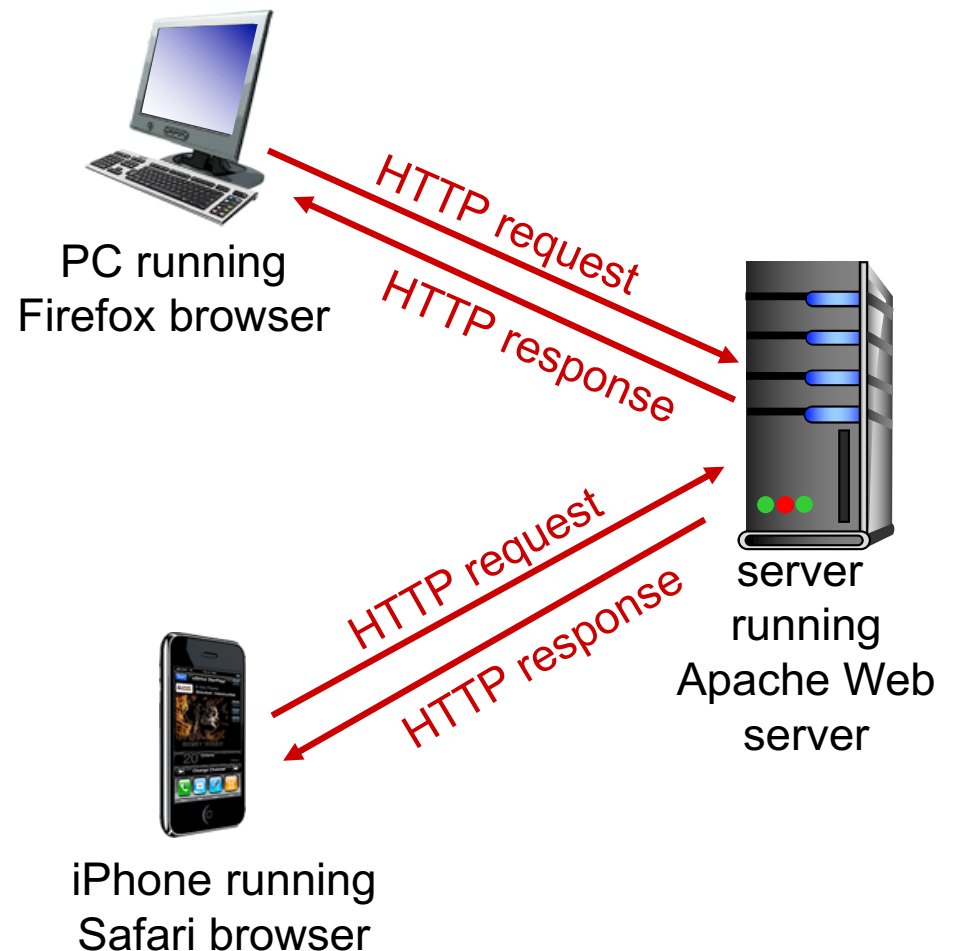 HTTP request
HTTP response
PC running
Firefox browser
HTTP request
HTTP response
server
running
Apache Web
server
iPhone running
Safari browser